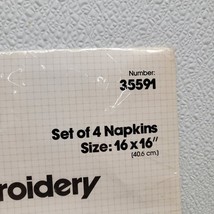 Number:
35591
Set of 4 Napkins
Size: 16 x 16"
(40.6 cm.)
roidery